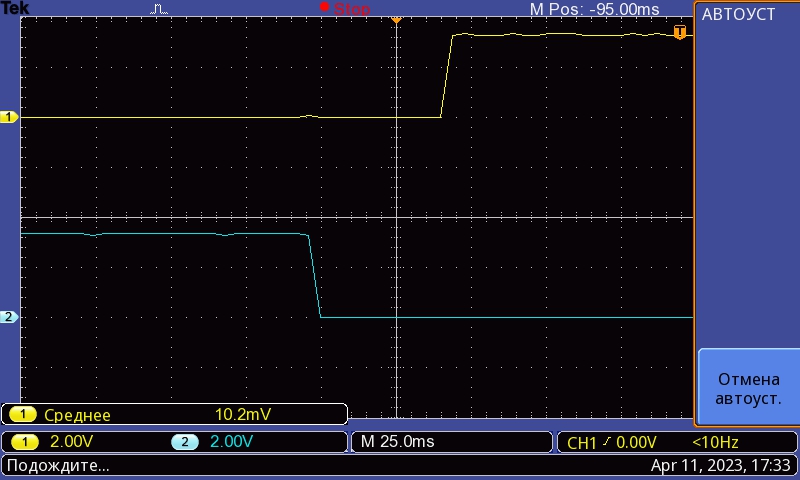 Tek Stop M Pos: -95.00ms
АВТОУСТ
T
1
2
Отмена
автоуст.
1 Среднее 10.2mV
1 2.00V 2 2.00V M 25.0ms CH1 0.00V <10Hz
Подождите... Apr 11, 2023, 17:33